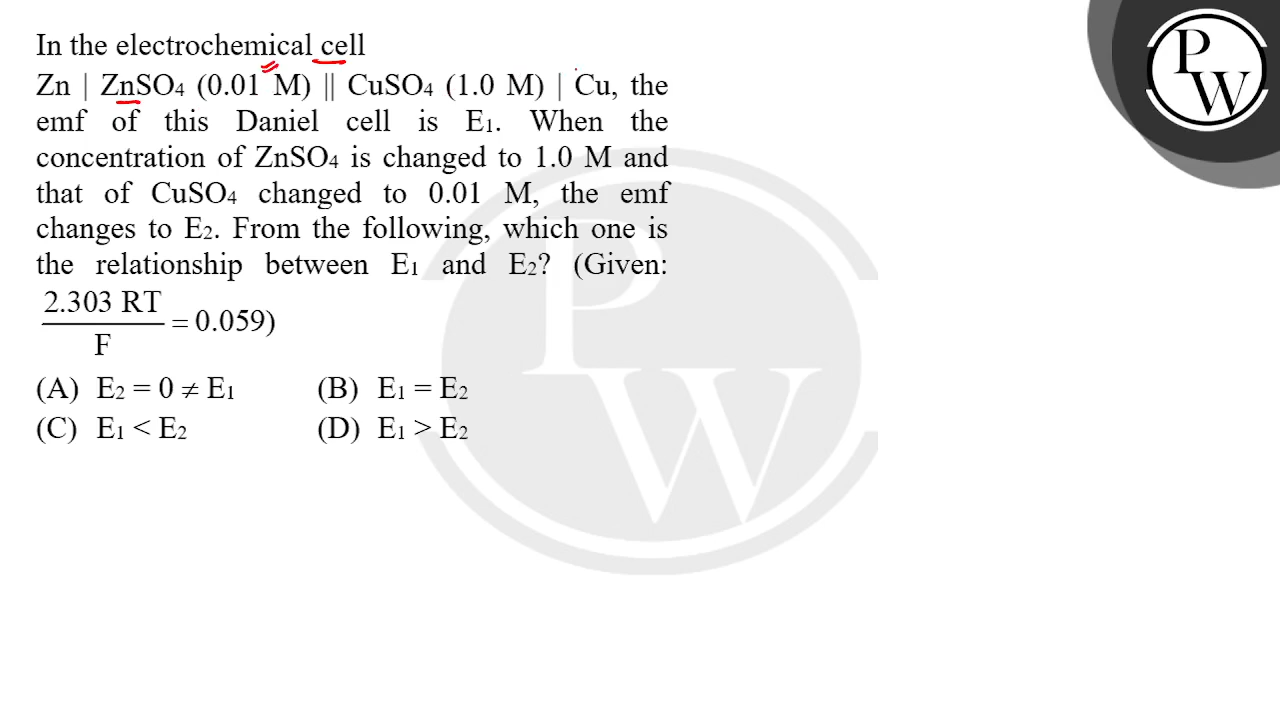 In the electrochemical cell
Zn | ZnSO₄ (0.01 M) || CuSO₄ (1.0 M) | Cu, the
emf of this Daniel cell is E₁. When the
concentration of ZnSO₄ is changed to 1.0 M and
that of CuSO₄ changed to 0.01 M, the emf
changes to E₂. From the following, which one is
the relationship between E₁ and E₂? (Given:
2.303 RT
F
= 0.059)
(A) E₂ = 0 ≠ E₁ (B) E₁ = E₂
(C) E₁ < E₂ (D) E₁ > E₂
P
W
P
W